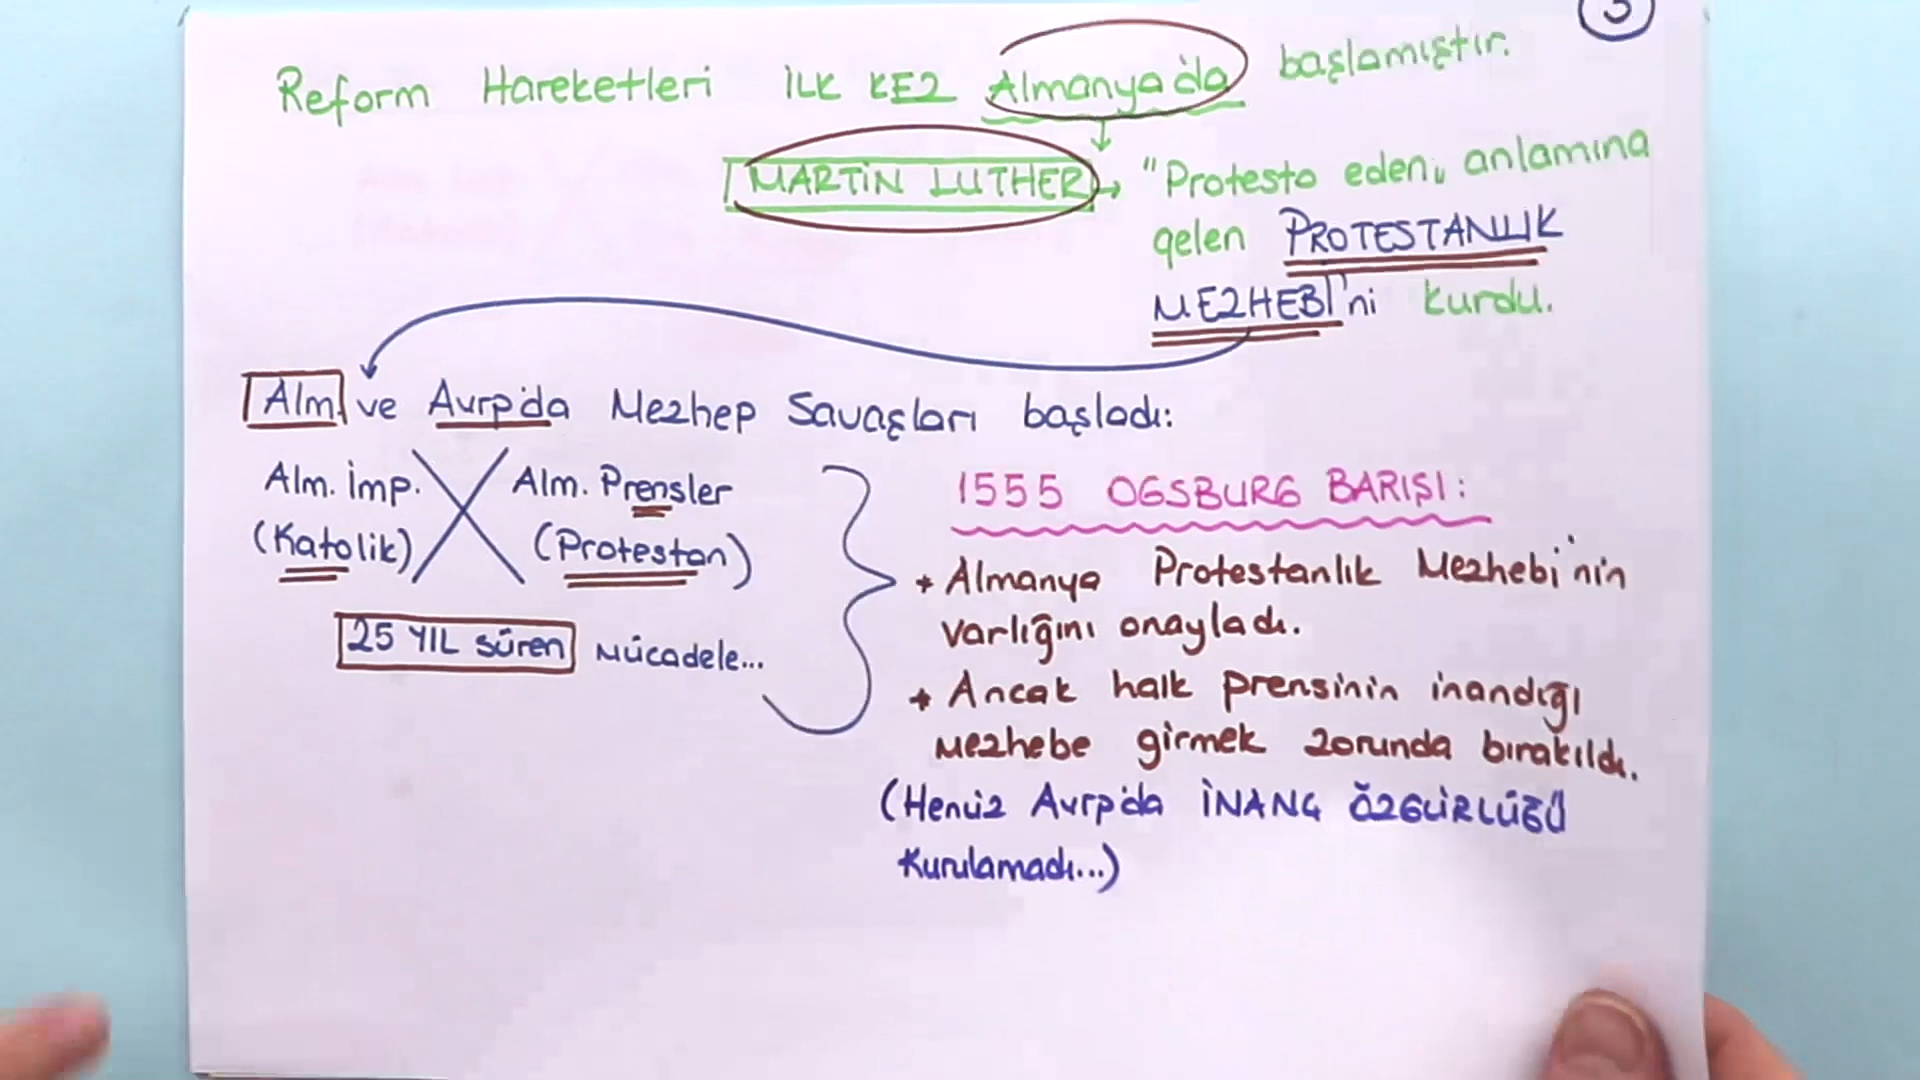 3
Reform Hareketleri İLK KEZ Almanya'da başlamıştır.
MARTİN LUTHER → "Protesto eden" anlamına
gelen PROTESTANLIK
MEZHEBİ'ni kurdu.
Alm. ve Avrp'da Mezhep Savaşları başladı:
Alm. İmp. Alm. Prensler
(Katolik) (Protestan)
25 YIL süren mücadele...
1555 OGSBURG BARIŞI:
+ Almanya Protestanlık Mezhebi'nin
varlığını onayladı.
+ Ancak halk prensinin inandığı
mezhebe girmek zorunda bırakıldı.
(Henüz Avrp'da İNANÇ ÖZGÜRLÜĞÜ
Kurulamadı...)